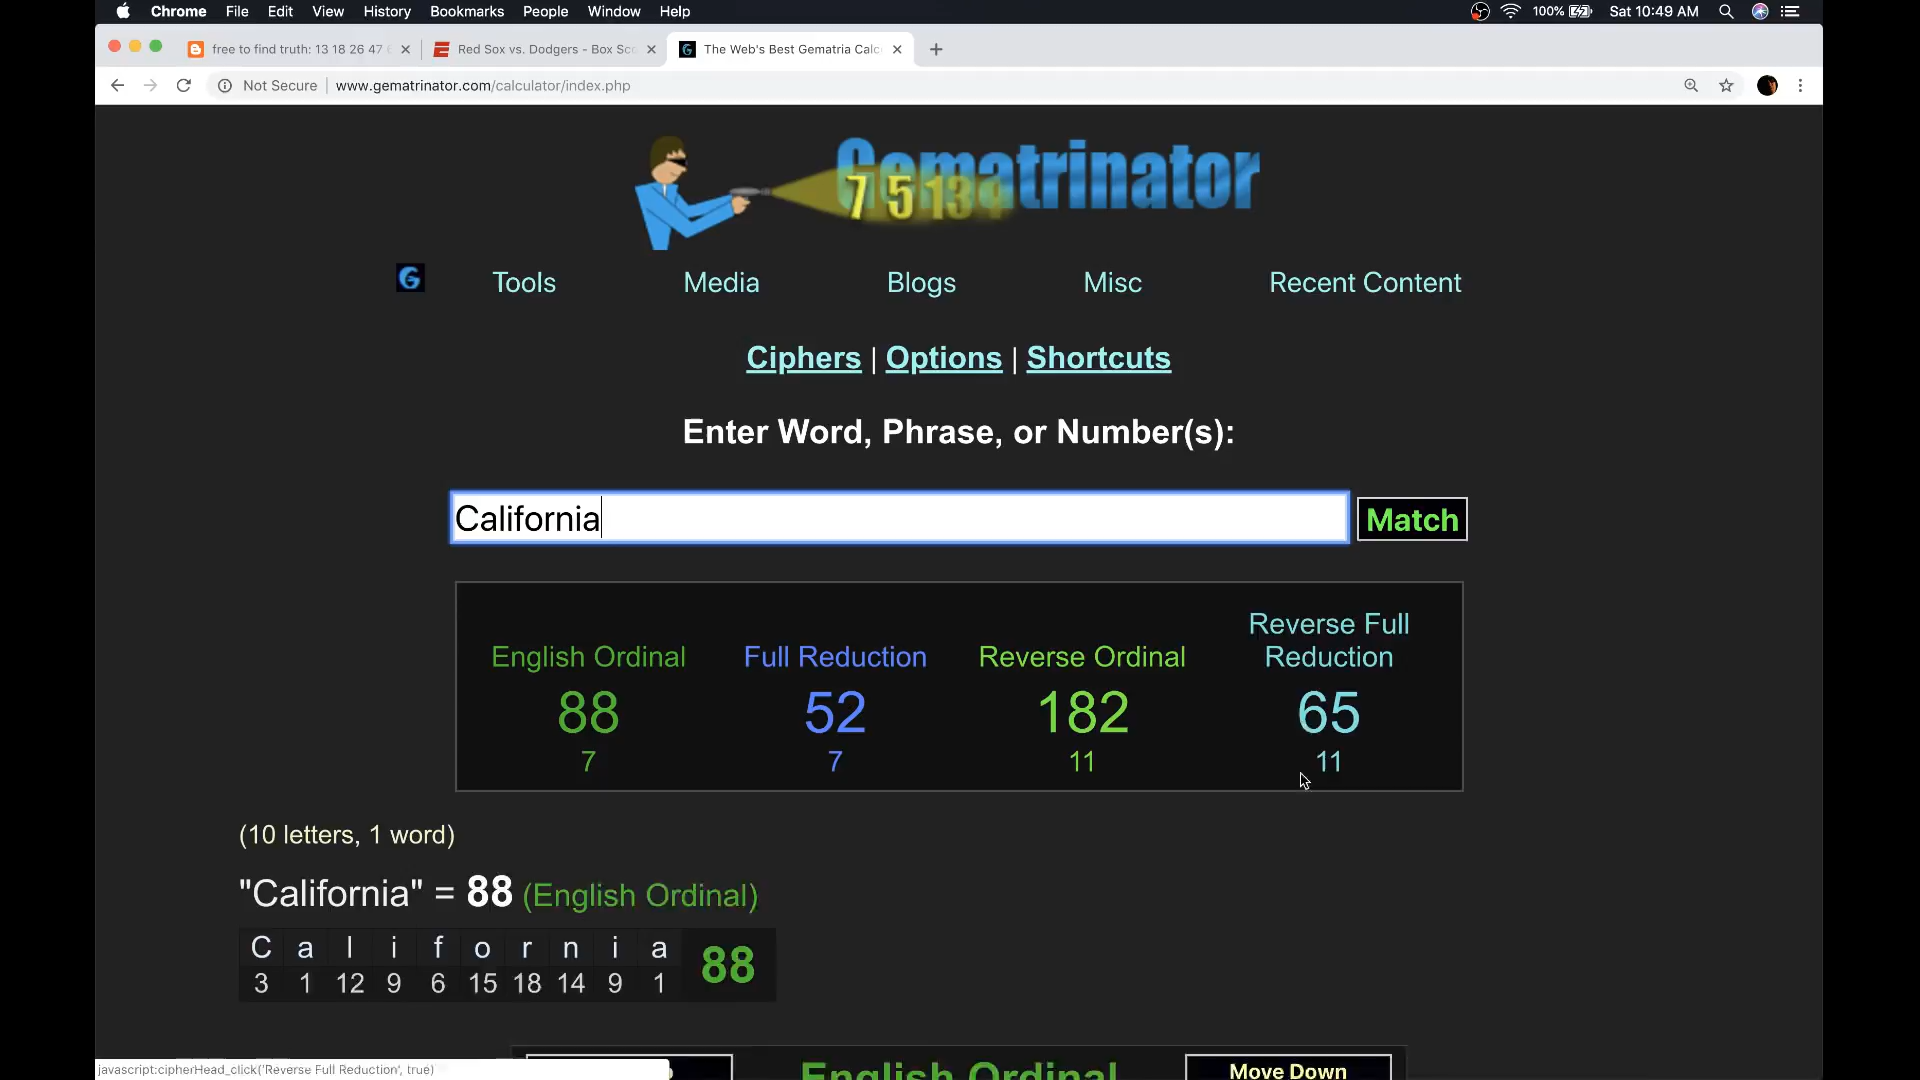 Chrome File Edit View History Bookmarks People Window Help 100% Sat 10:49 AM
free to find truth: 13 18 26 47 Red Sox vs. Dodgers - Box Sc The Web's Best Gematria Calc
Not Secure www.gematrinator.com/calculator/index.php
Gematrinator
7 5 13
G Tools Media Blogs Misc Recent Content
Ciphers | Options | Shortcuts
Enter Word, Phrase, or Number(s):
California Match
English Ordinal Full Reduction Reverse Ordinal Reverse Full Reduction
88 52 182 65
7 7 11 11
(10 letters, 1 word)
"California" = 88 (English Ordinal)
C a l i f o r n i a 88
3 1 12 9 6 15 18 14 9 1
English Ordinal Move Down
javascript:cipherHead_click('Reverse Full Reduction', true)